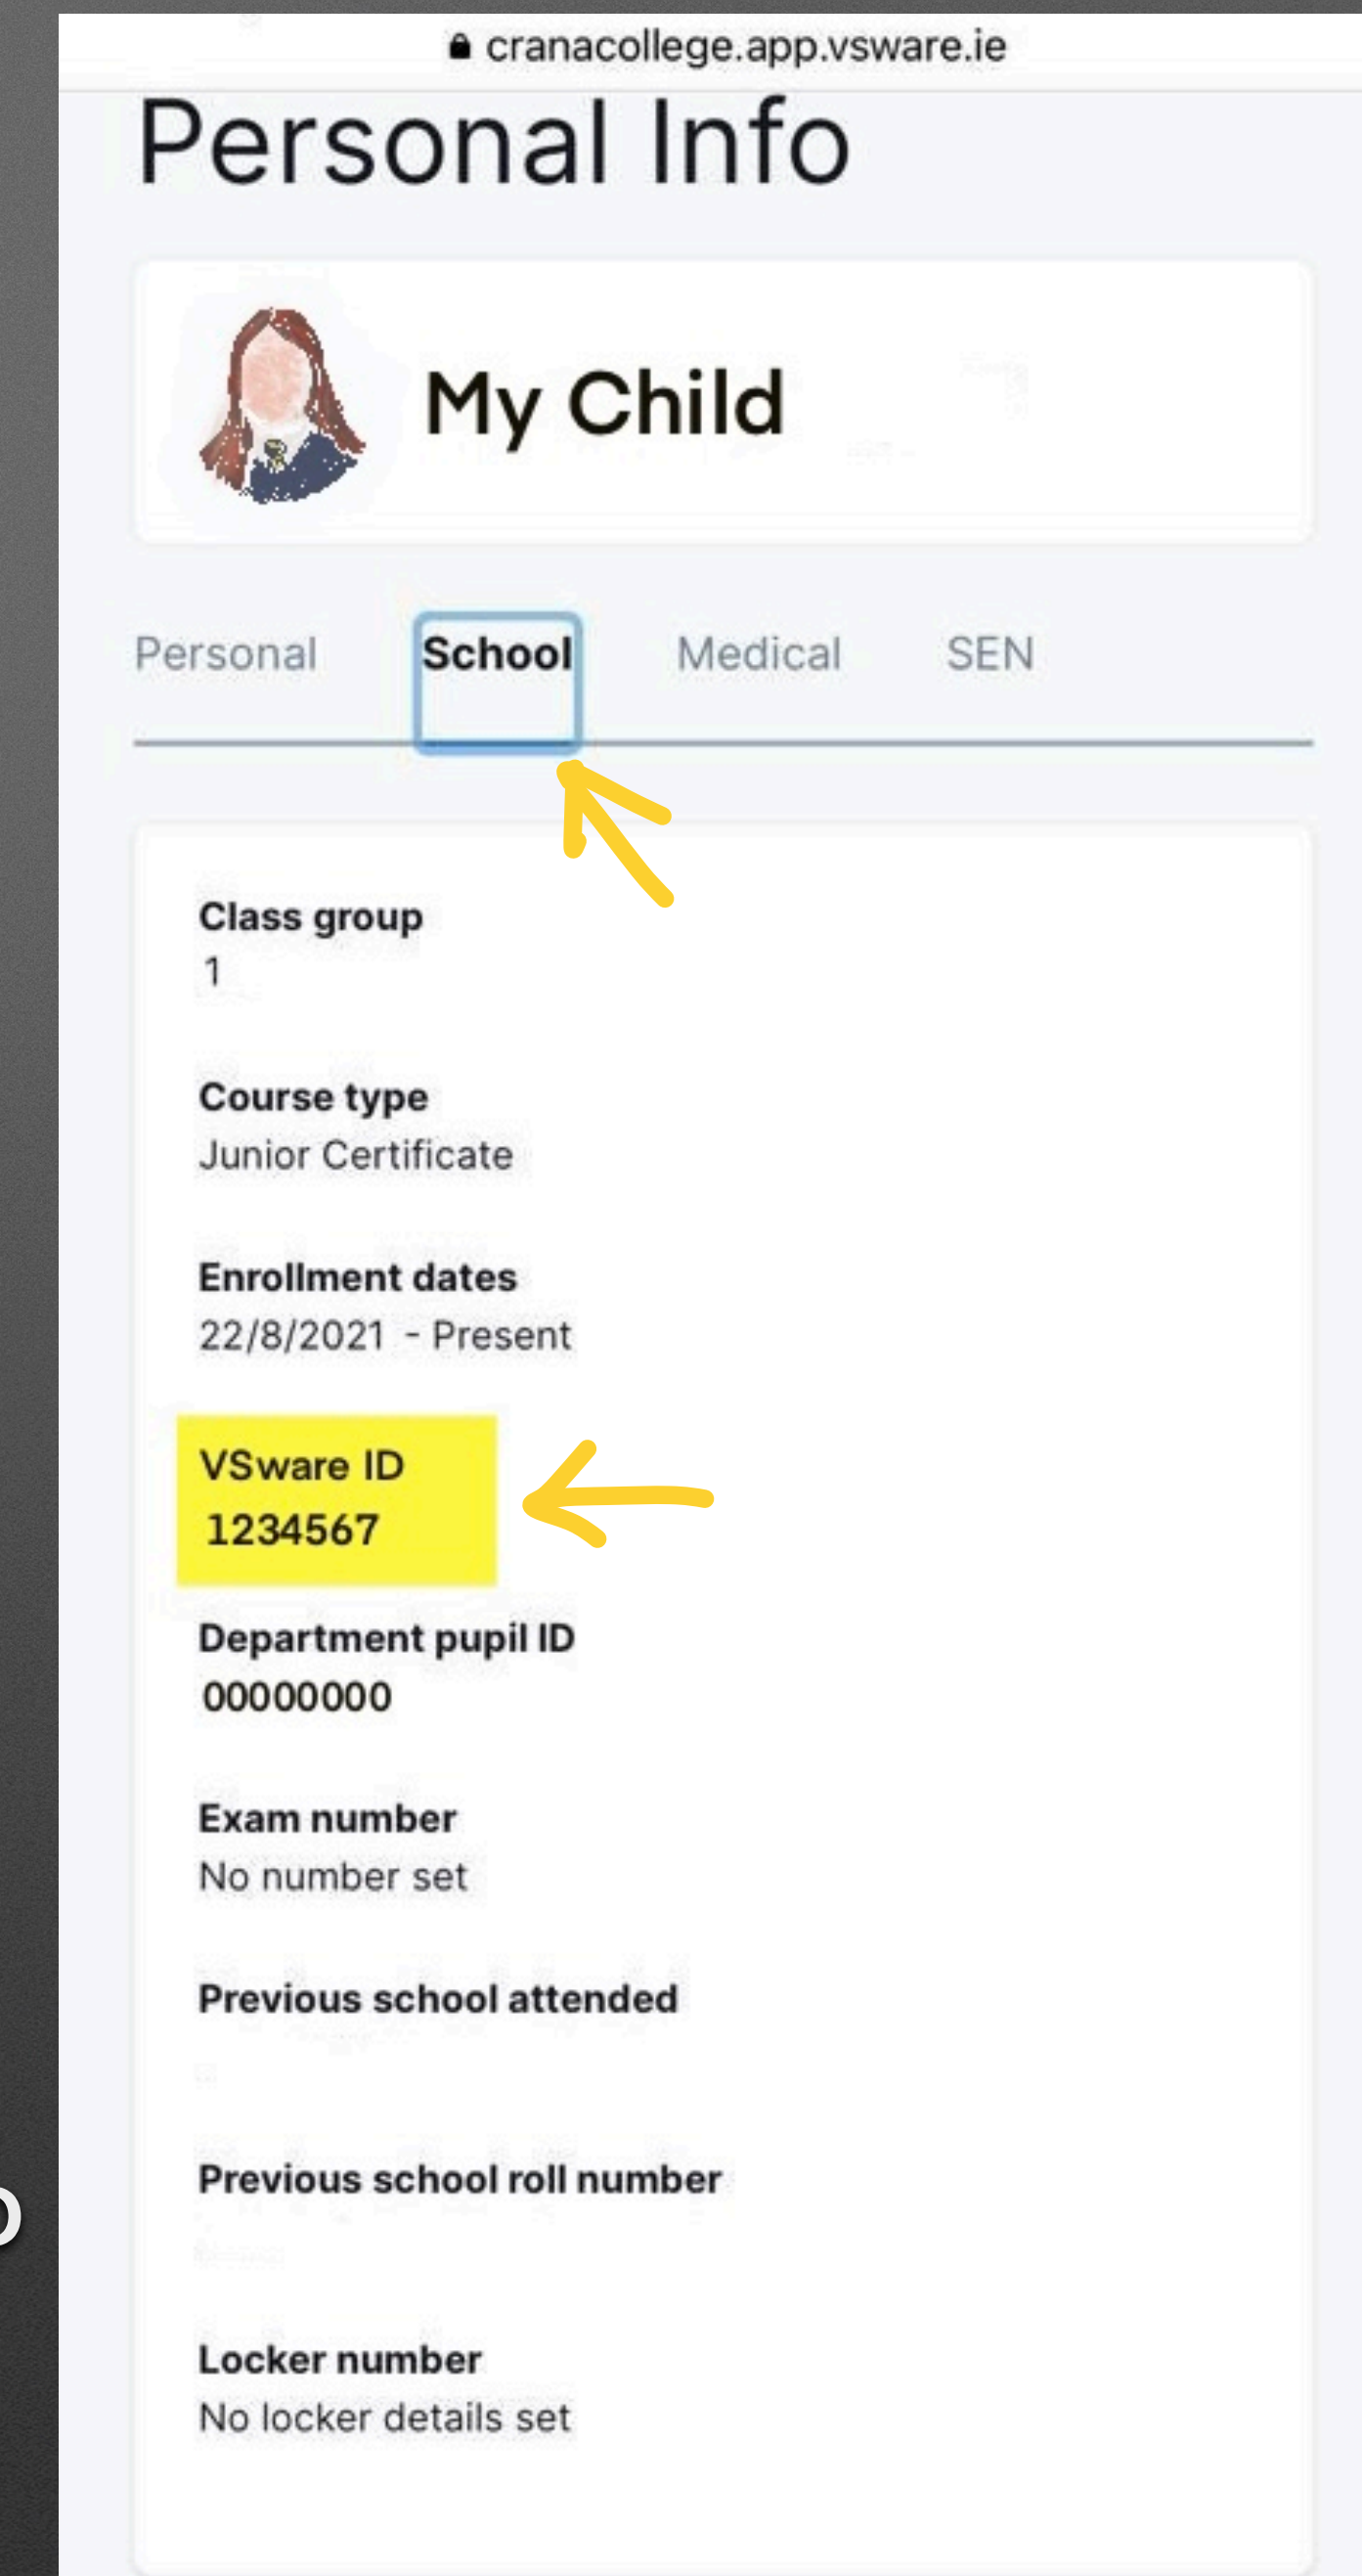 cranacollege.app.vsware.ie
Personal Info
My Child
Personal School Medical SEN
Class group
1
Course type
Junior Certificate
Enrollment dates
22/8/2021 - Present
VSware ID
1234567
Department pupil ID
00000000
Exam number
No number set
Previous school attended
Previous school roll number
Locker number
No locker details set